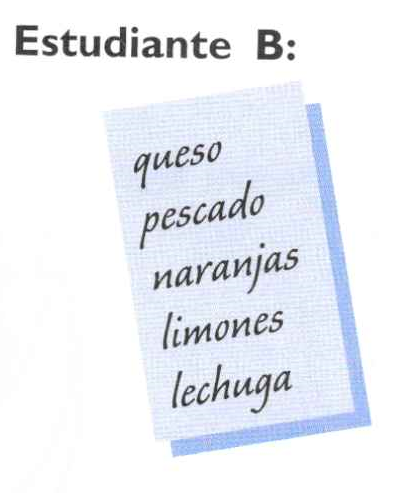 Estudiante B:
queso
pescado
naranjas
limones
lechuga